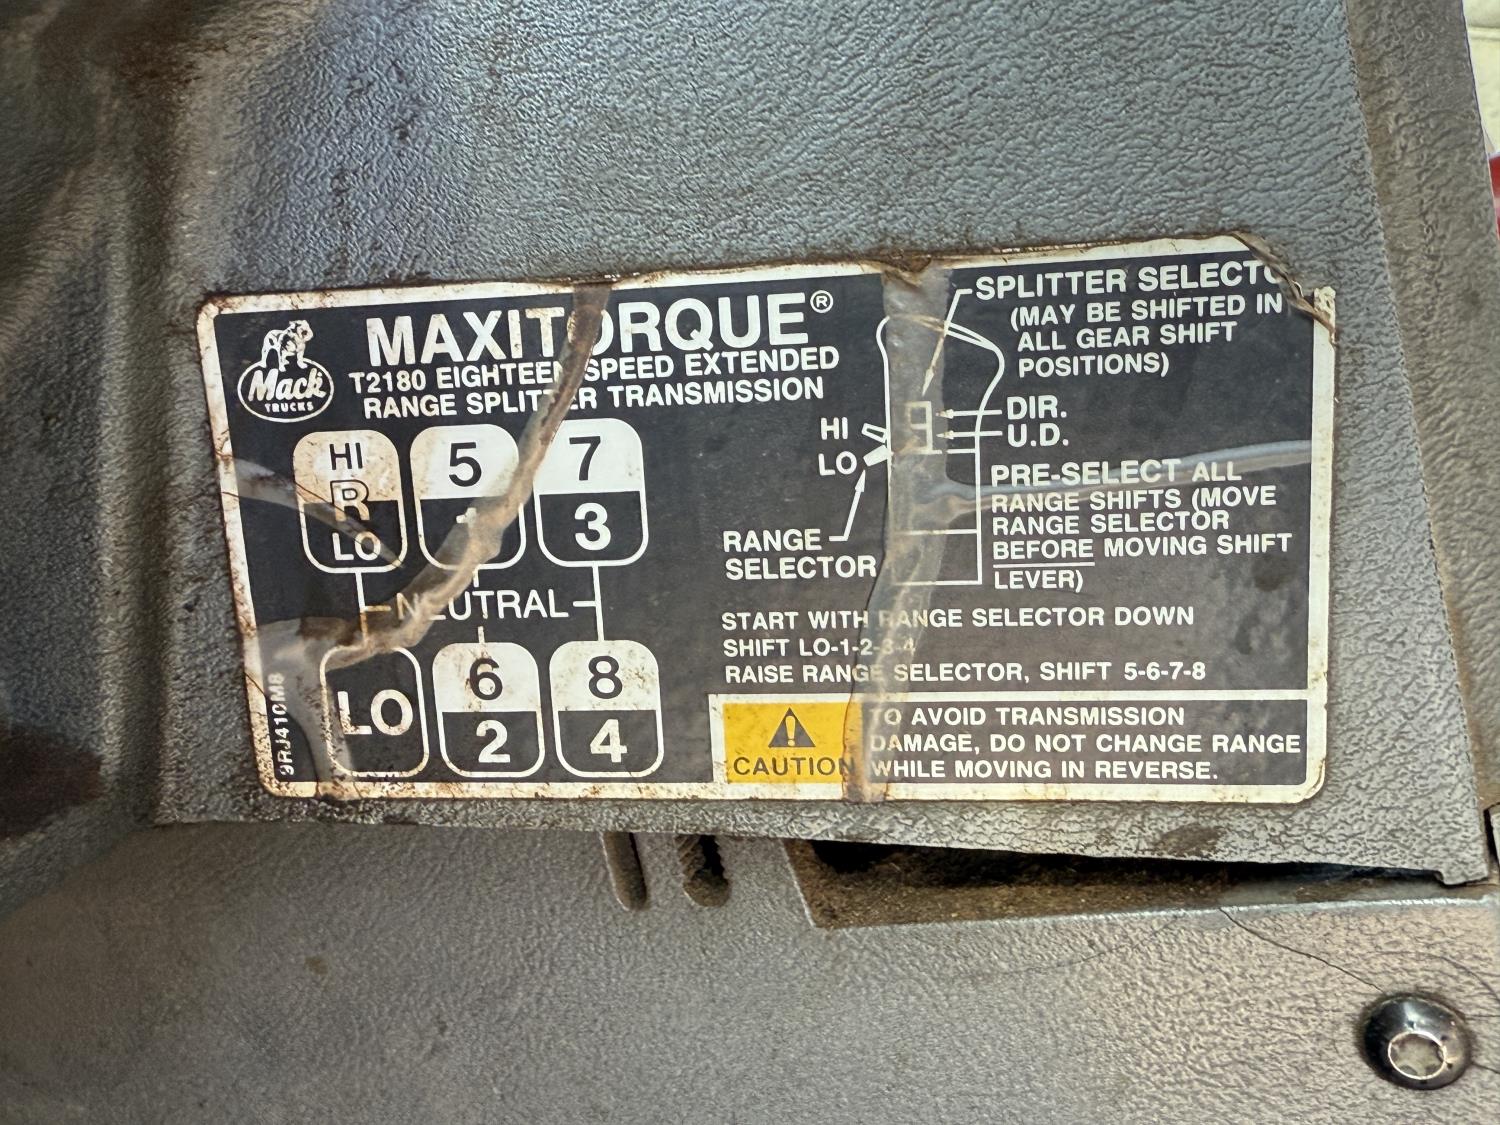 MAXITORQUE®
T2180 EIGHTEEN SPEED EXTENDED
RANGE SPLITTER TRANSMISSION
Mack
TRUCKS
HI
R
LO
5
1
7
3
NEUTRAL
LO
6
2
8
4
9RJ410M8
SPLITTER SELECTO
(MAY BE SHIFTED IN
ALL GEAR SHIFT
POSITIONS)
DIR.
U.D.
HI
LO
RANGE
SELECTOR
PRE-SELECT ALL
RANGE SHIFTS (MOVE
RANGE SELECTOR
BEFORE MOVING SHIFT
LEVER)
START WITH RANGE SELECTOR DOWN
SHIFT LO-1-2-3-4
RAISE RANGE SELECTOR, SHIFT 5-6-7-8
CAUTION
TO AVOID TRANSMISSION
DAMAGE, DO NOT CHANGE RANGE
WHILE MOVING IN REVERSE.